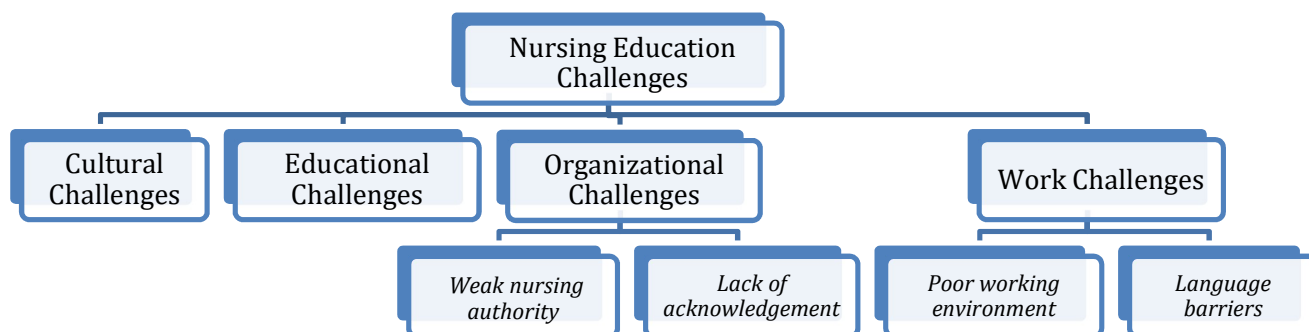 Nursing Education
Challenges
Cultural
Challenges
Educational
Challenges
Organizational
Challenges
Work Challenges
Weak nursing
authority
Lack of
acknowledgement
Poor working
environment
Language
barriers